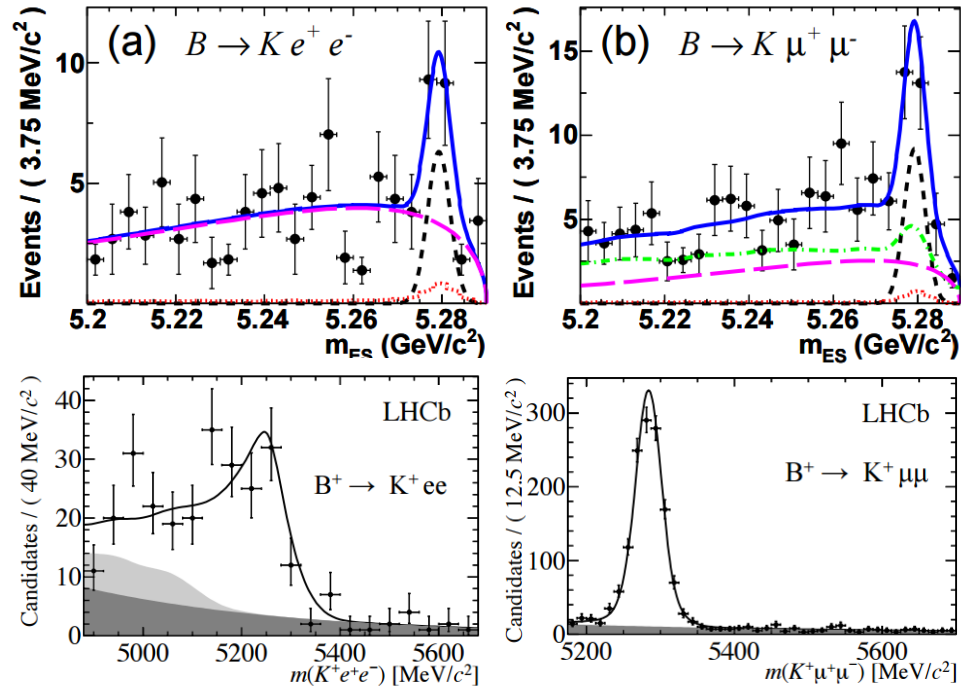 (a) B → K e⁺ e⁻
Events / ( 3.75 MeV/c² )
10
5
5.2 5.22 5.24 5.26 5.28
m_ES (GeV/c²)
(b) B → K μ⁺ μ⁻
Events / ( 3.75 MeV/c² )
15
10
5
5.2 5.22 5.24 5.26 5.28
m_ES (GeV/c²)
LHCb
B⁺ → K⁺ ee
Candidates / ( 40 MeV/c² )
40
30
20
10
0
5000 5200 5400 5600
m(K⁺e⁺e⁻) [MeV/c²]
LHCb
B⁺ → K⁺ μμ
Candidates / ( 12.5 MeV/c² )
300
200
100
0
5200 5400 5600
m(K⁺μ⁺μ⁻) [MeV/c²]